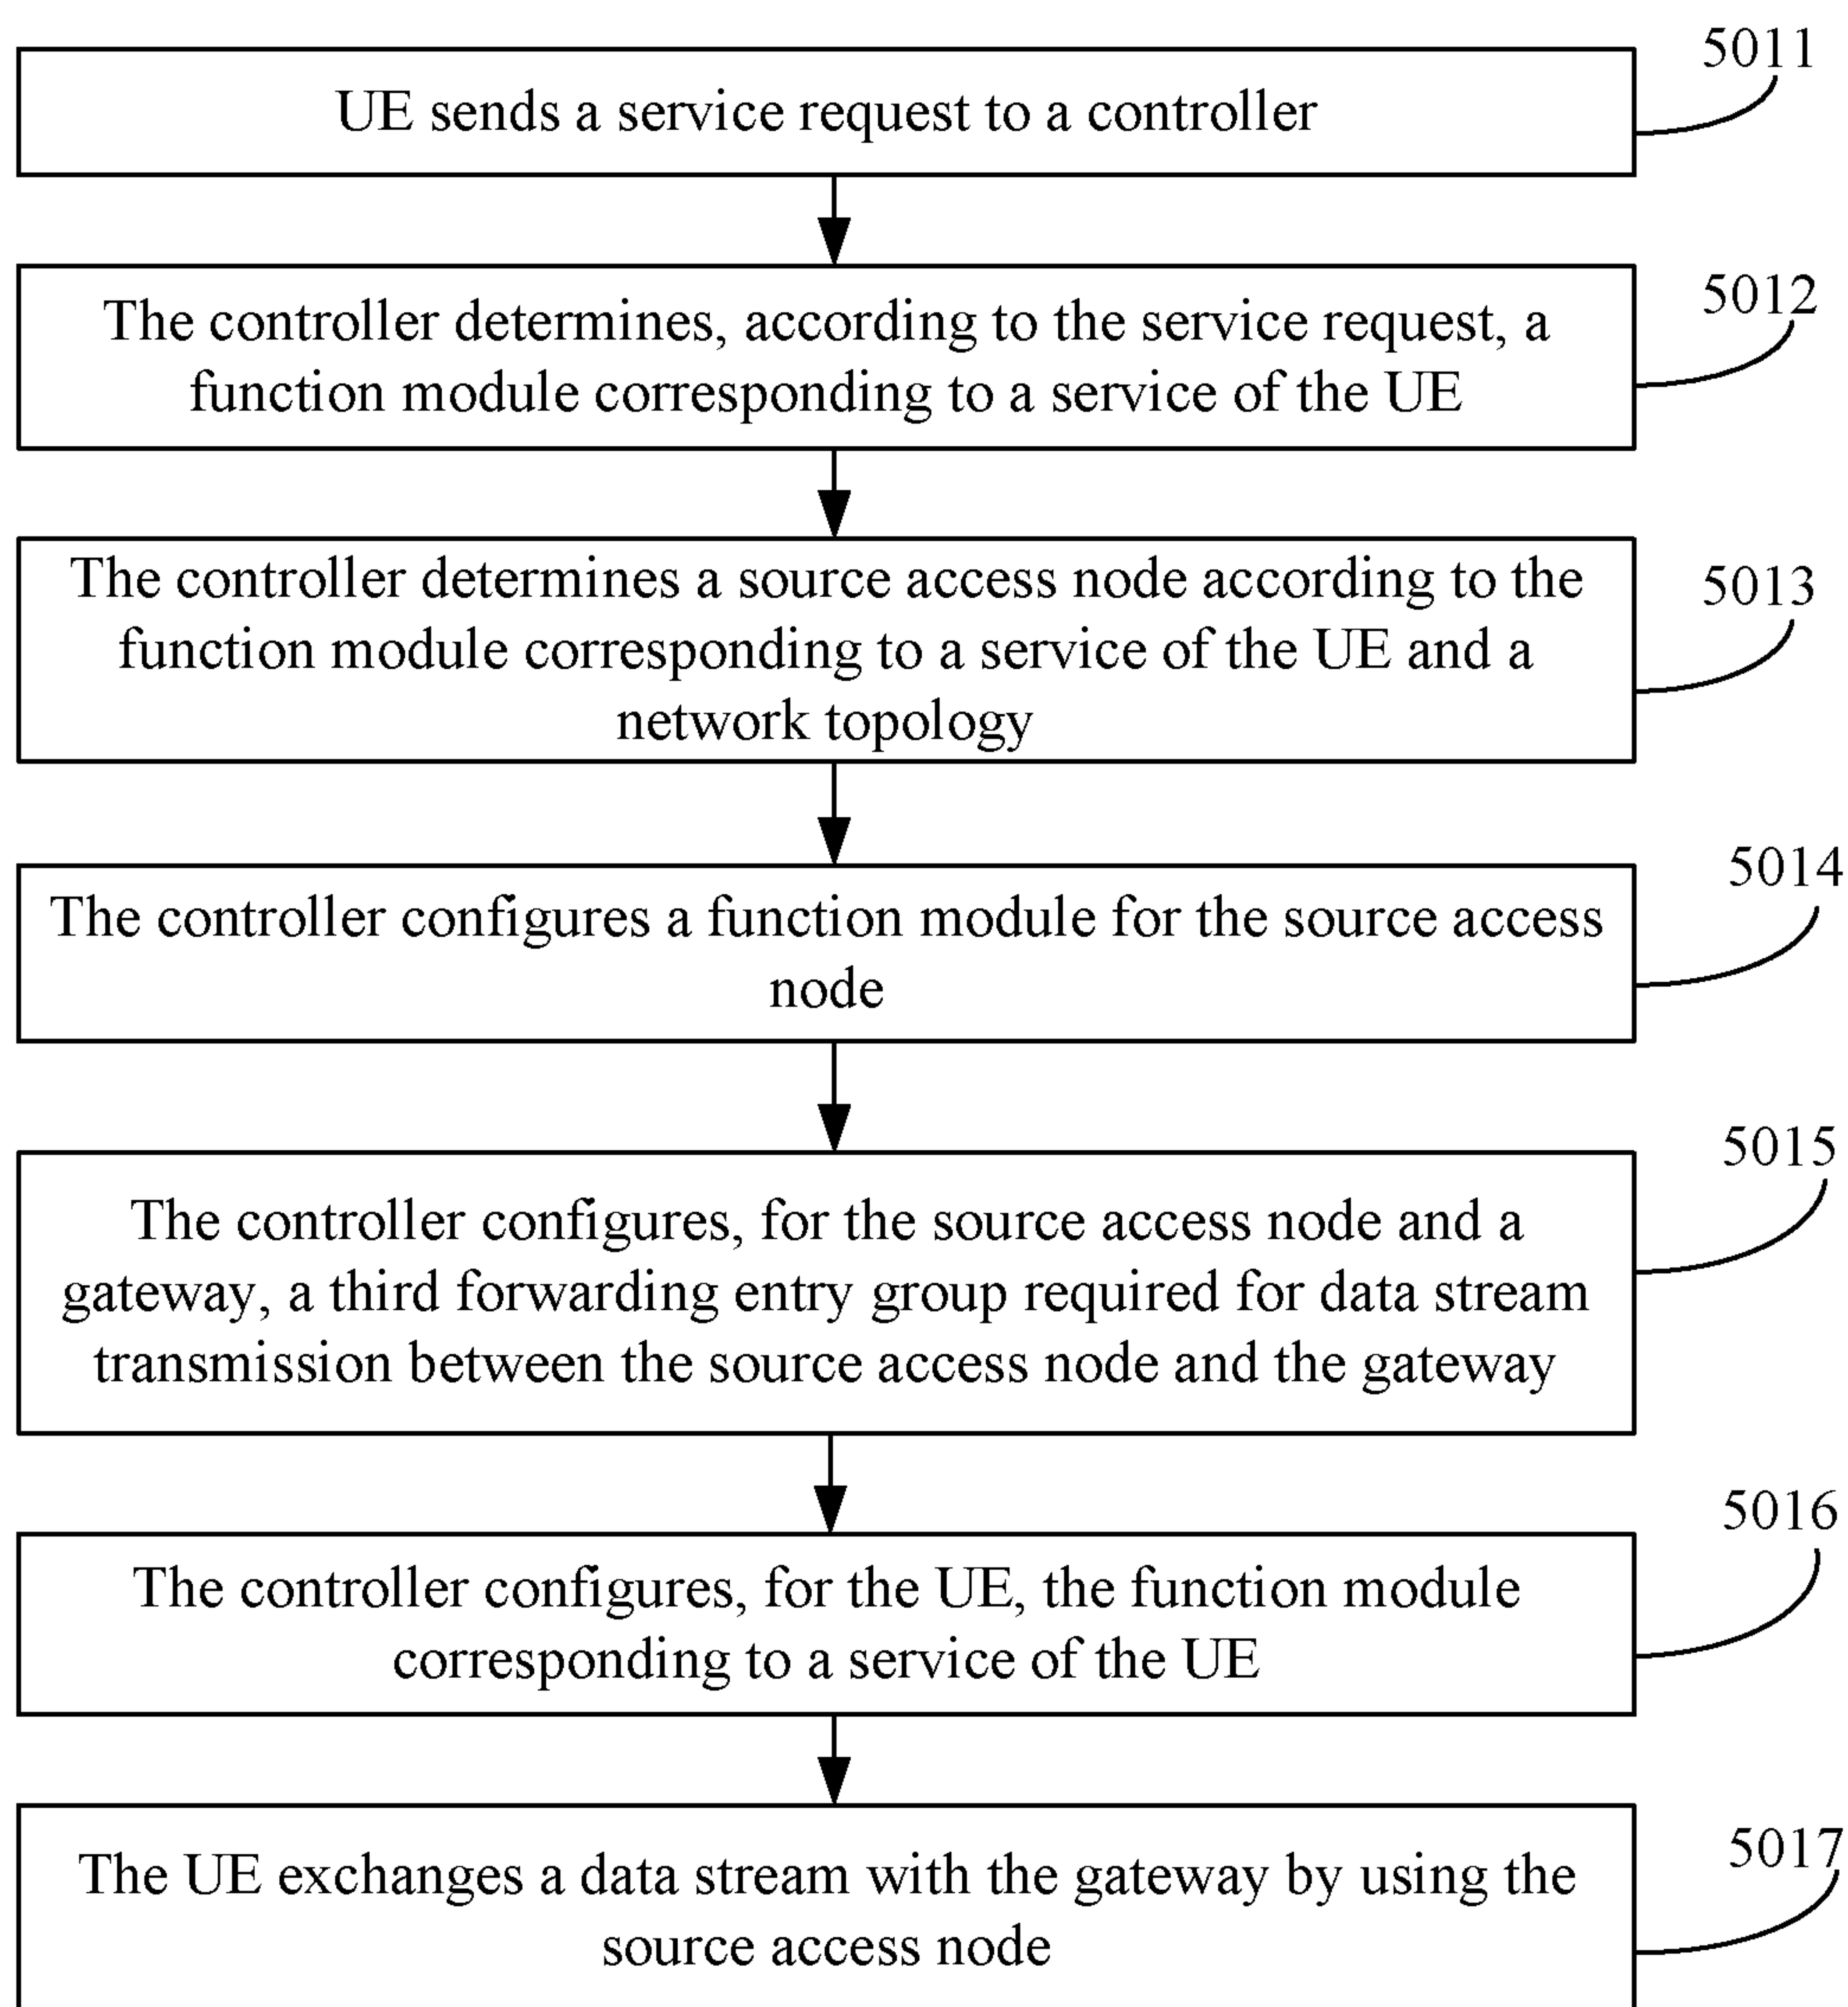 5011
UE sends a service request to a controller
5012
The controller determines, according to the service request, a
function module corresponding to a service of the UE
5013
The controller determines a source access node according to the
function module corresponding to a service of the UE and a
network topology
5014
The controller configures a function module for the source access
node
5015
The controller configures, for the source access node and a
gateway, a third forwarding entry group required for data stream
transmission between the source access node and the gateway
5016
The controller configures, for the UE, the function module
corresponding to a service of the UE
5017
The UE exchanges a data stream with the gateway by using the
source access node